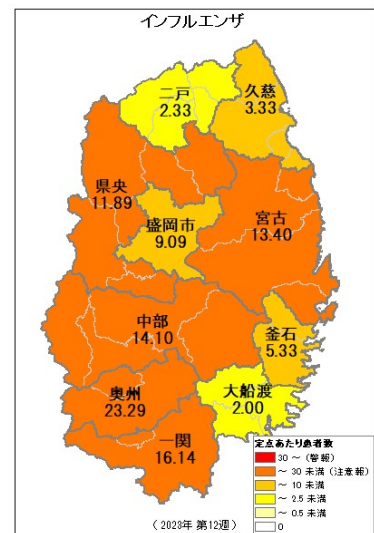 インフルエンザ
二戸
2.33
久慈
3.33
県央
11.89
盛岡市
9.09
宮古
13.40
中部
14.10
釜石
5.33
奥州
23.29
大船渡
2.00
一関
16.14
定点あたり患者数
30 ～ (警報)
～ 30 未満 (注意報)
～ 10 未満
～ 2.5 未満
～ 0.5 未満
0
( 2023年 第12週 )